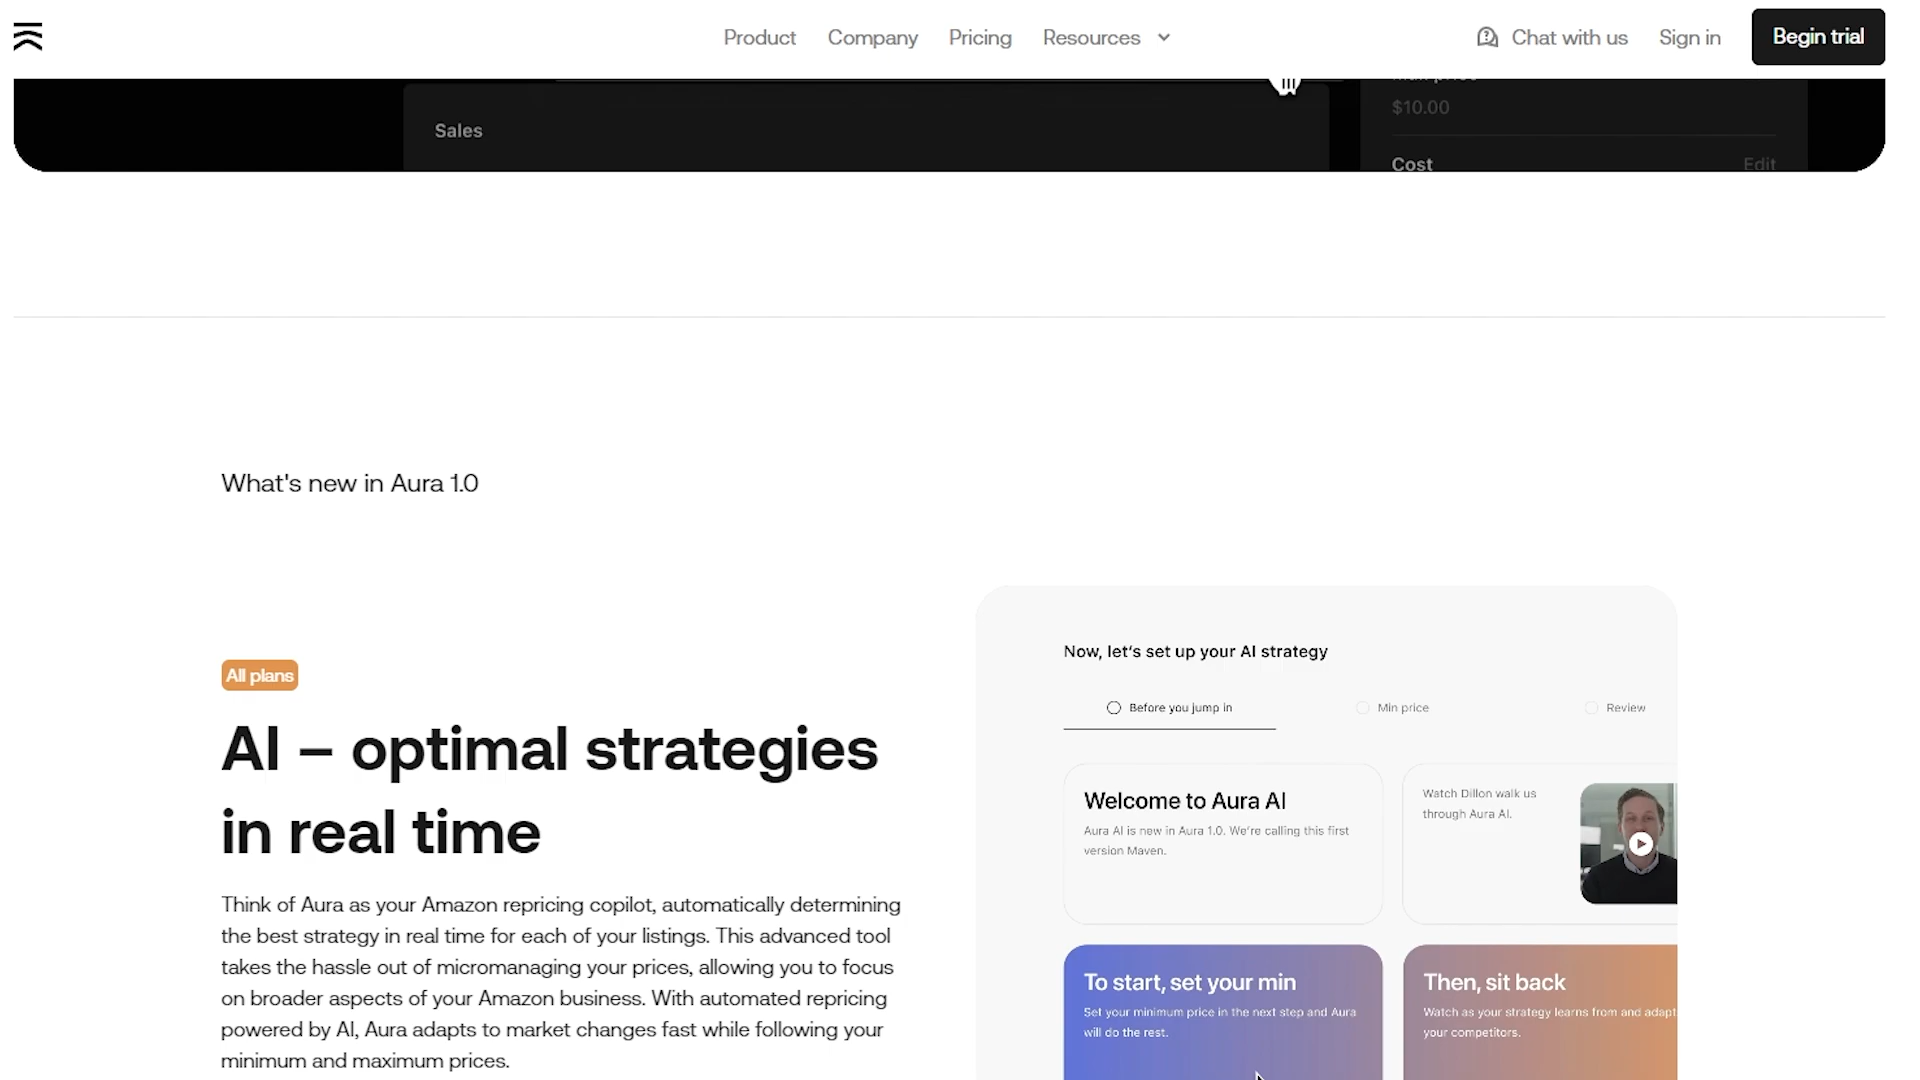 Product Company Pricing Resources Chat with us Sign in Begin trial
$10.00
Sales
Cost Edit
What's new in Aura 1.0
All plans
AI – optimal strategies
in real time
Think of Aura as your Amazon repricing copilot, automatically determining
the best strategy in real time for each of your listings. This advanced tool
takes the hassle out of micromanaging your prices, allowing you to focus
on broader aspects of your Amazon business. With automated repricing
powered by AI, Aura adapts to market changes fast while following your
minimum and maximum prices.
Now, let's set up your AI strategy
Before you jump in Min price Review
Welcome to Aura AI
Aura AI is new in Aura 1.0. We're calling this first
version Maven.
Watch Dillon walk us
through Aura AI.
To start, set your min
Set your minimum price in the next step and Aura
will do the rest.
Then, sit back
Watch as your strategy learns from and adapt
your competitors.